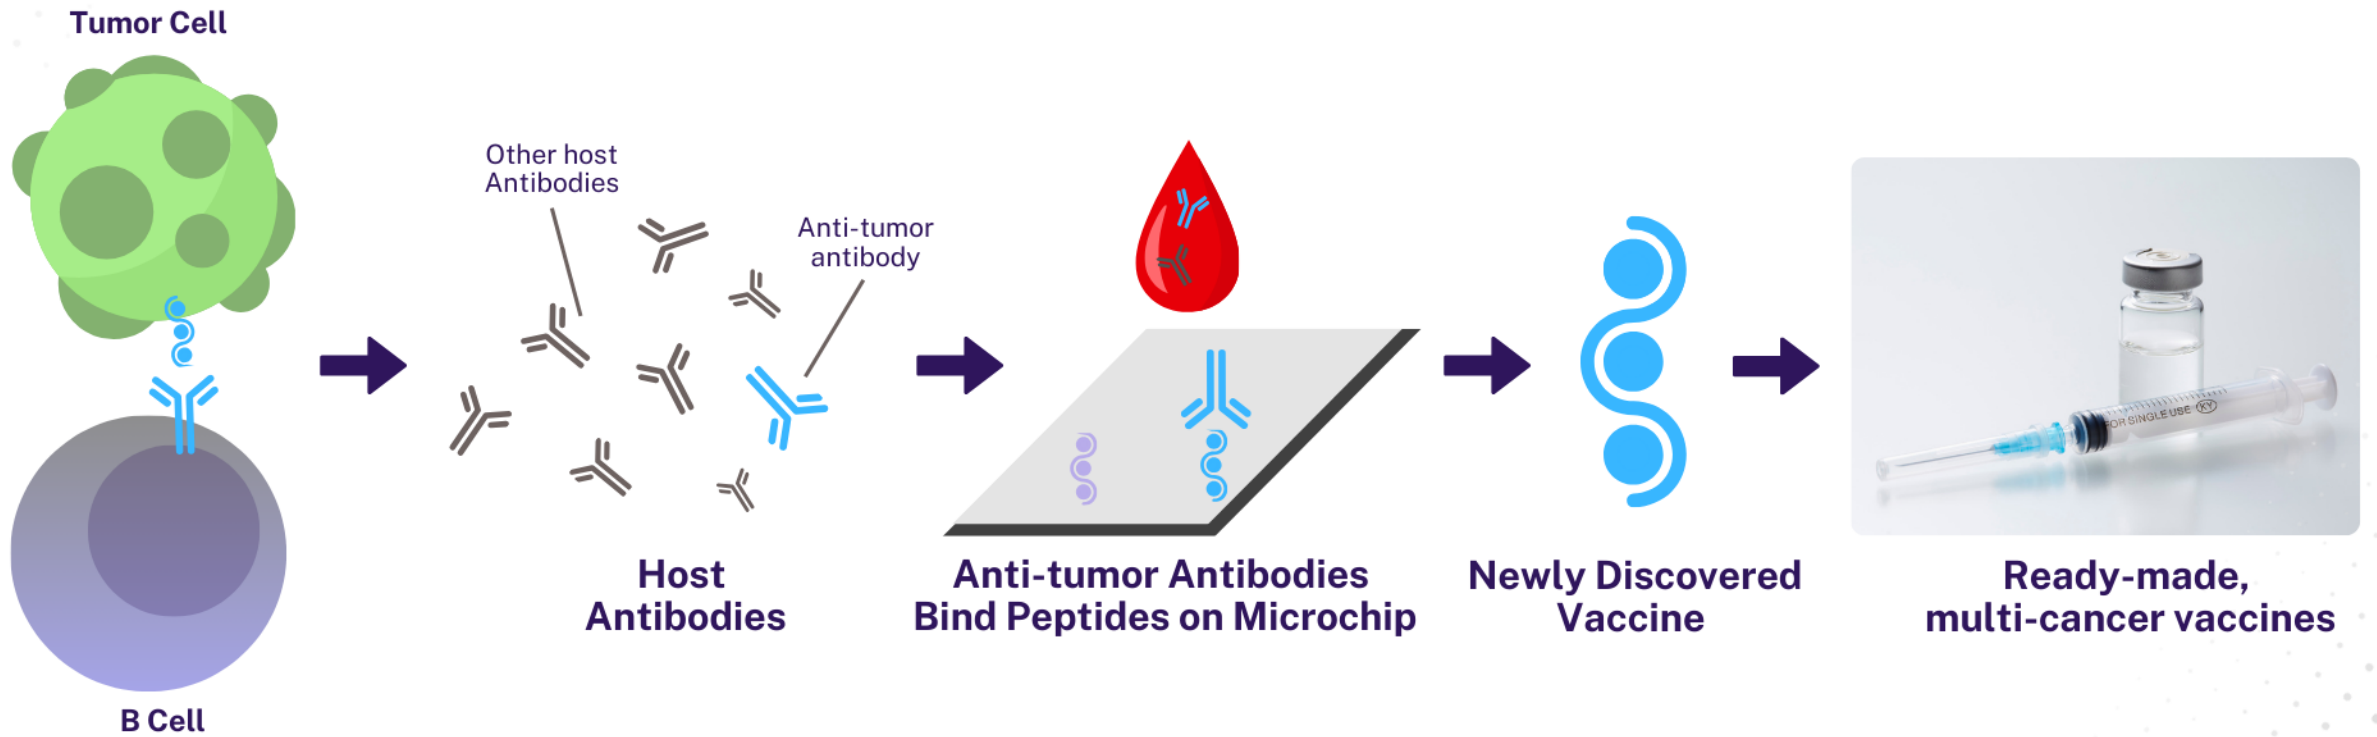 Tumor Cell
B Cell
Other host
Antibodies
Anti-tumor
antibody
Host
Antibodies
Anti-tumor Antibodies
Bind Peptides on Microchip
Newly Discovered
Vaccine
FOR SINGLE USE KY
Ready-made,
multi-cancer vaccines